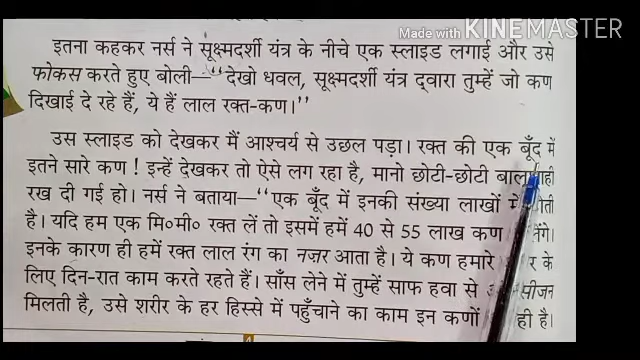 Made with KINEMASTER
इतना कहकर नर्स ने सूक्ष्मदर्शी यंत्र के नीचे एक स्लाइड लगाई और उसे
फोकस करते हुए बोली—"देखो धवल, सूक्ष्मदर्शी यंत्र द्वारा तुम्हें जो कण
दिखाई दे रहे हैं, ये हैं लाल रक्त-कण।"
उस स्लाइड को देखकर मैं आश्चर्य से उछल पड़ा। रक्त की एक बूँद में
इतने सारे कण ! इन्हें देखकर तो ऐसे लग रहा है, मानो छोटी-छोटी
रख दी गई हो। नर्स ने बताया—"एक बूँद में इनकी संख्या लाखों
है। यदि हम एक मि०मी० रक्त लें तो इसमें हमें 40 से 55 लाख कण
इनके कारण ही हमें रक्त लाल रंग का नज़र आता है। ये कण हमारे के
लिए दिन-रात काम करते रहते हैं। साँस लेने में तुम्हें साफ हवा से
मिलती है, उसे शरीर के हर हिस्से में पहुँचाने का काम इन कणों ही है।